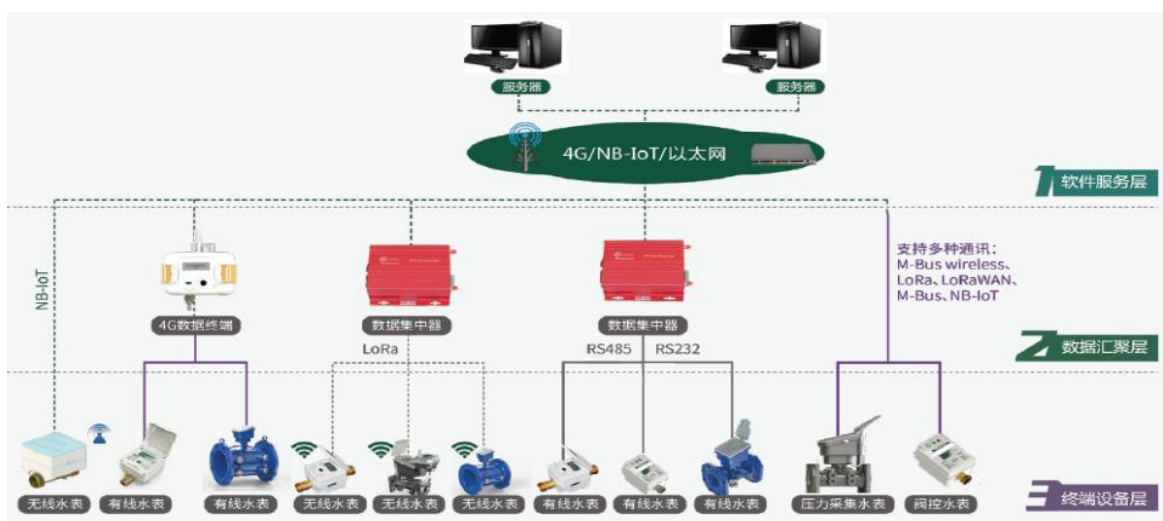 服务器
服务器
4G/NB-IoT/以太网
1 软件服务层
NB-IoT
支持多种通讯：
M-Bus wireless、
LoRa、LoRaWAN、
M-Bus、NB-IoT
4G数据终端
数据集中器
数据集中器
LoRa
RS485
RS232
2 数据汇聚层
无线水表
有线水表
有线水表
无线水表
无线水表
无线水表
有线水表
有线水表
有线水表
压力采集水表
阀控水表
3 终端设备层